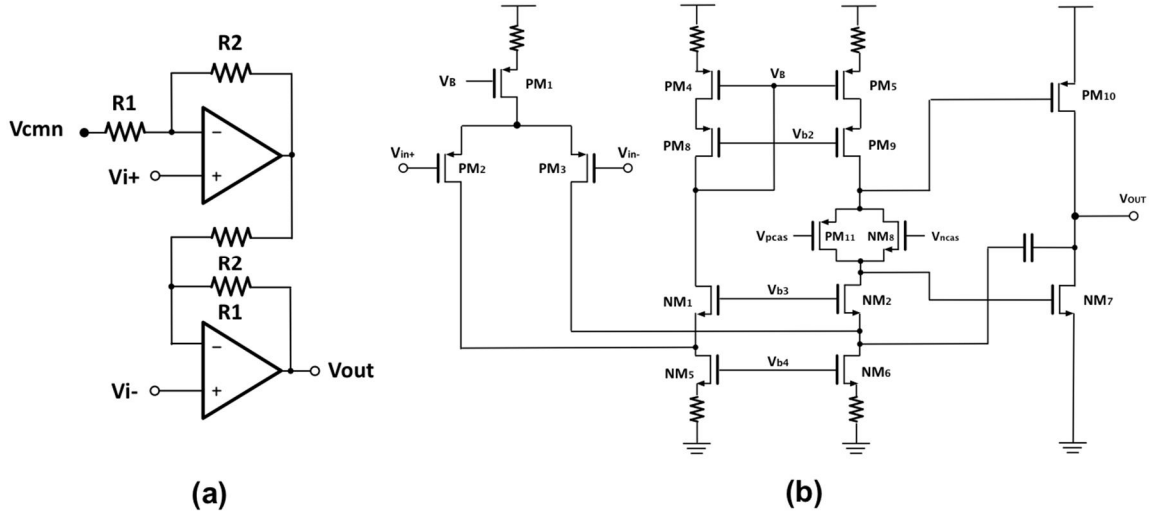 R2
R1
Vcmn
Vi+
R2
R1
Vi-
Vout
(a)
VB
PM1
Vin+
PM2
PM3
Vin-
PM4
VB
PM5
PM8
Vb2
PM9
PM10
Vpcas
PM11
NM8
Vncas
VOUT
NM1
Vb3
NM2
NM7
NM5
Vb4
NM6
(b)
−
+
−
+